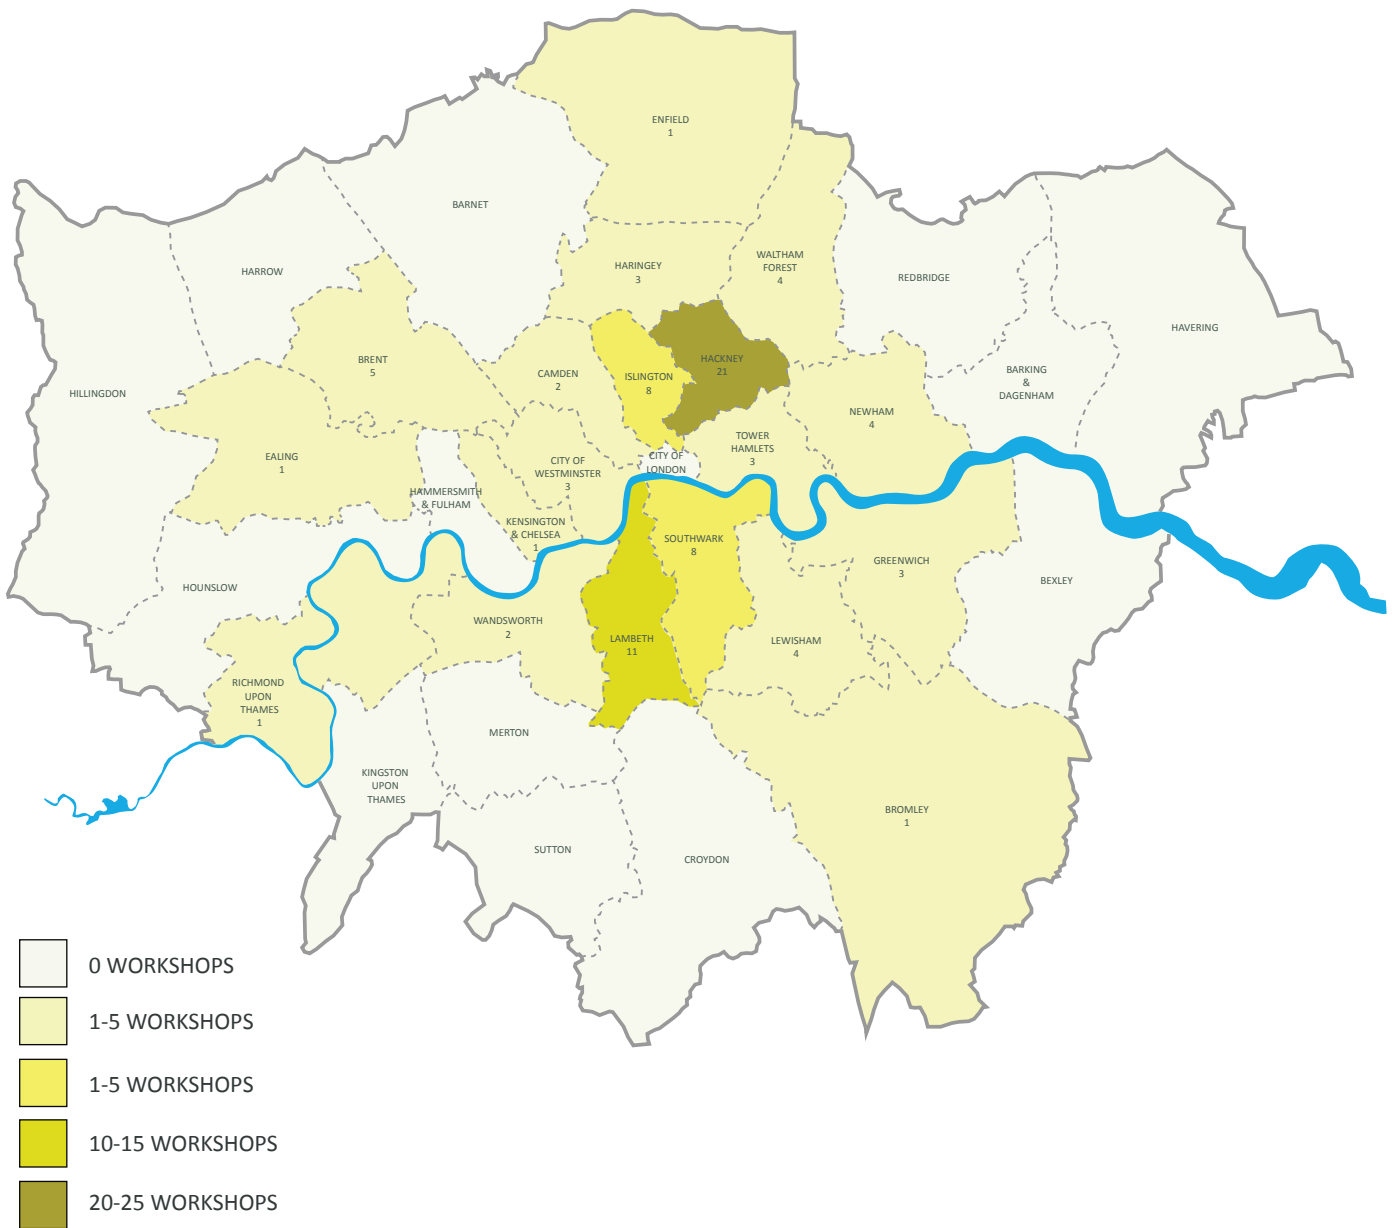 ENFIELD
1
BARNET
HARROW
HARINGEY
3
WALTHAM
FOREST
4
REDBRIDGE
HAVERING
HILLINGDON
BRENT
5
CAMDEN
2
ISLINGTON
8
HACKNEY
21
BARKING
&
DAGENHAM
NEWHAM
4
EALING
1
CITY OF
WESTMINSTER
3
CITY OF
LONDON
TOWER
HAMLETS
3
HAMMERSMITH
& FULHAM
KENSINGTON
& CHELSEA
1
SOUTHWARK
8
GREENWICH
3
BEXLEY
HOUNSLOW
WANDSWORTH
2
LAMBETH
11
LEWISHAM
4
RICHMOND
UPON
THAMES
1
MERTON
KINGSTON
UPON
THAMES
BROMLEY
1
SUTTON
CROYDON
0 WORKSHOPS
1-5 WORKSHOPS
1-5 WORKSHOPS
10-15 WORKSHOPS
20-25 WORKSHOPS